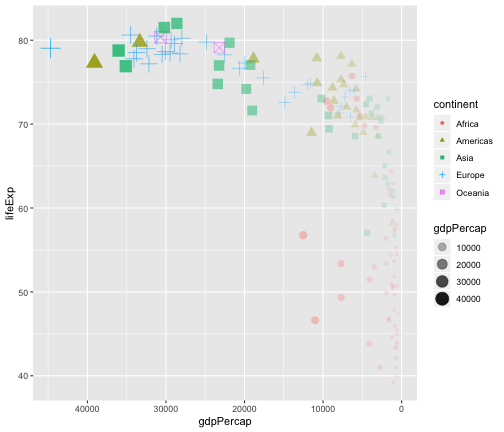 80
70
60
50
40
lifeExp
40000
30000
20000
10000
0
gdpPercap
continent
Africa
Americas
Asia
Europe
Oceania
gdpPercap
10000
20000
30000
40000